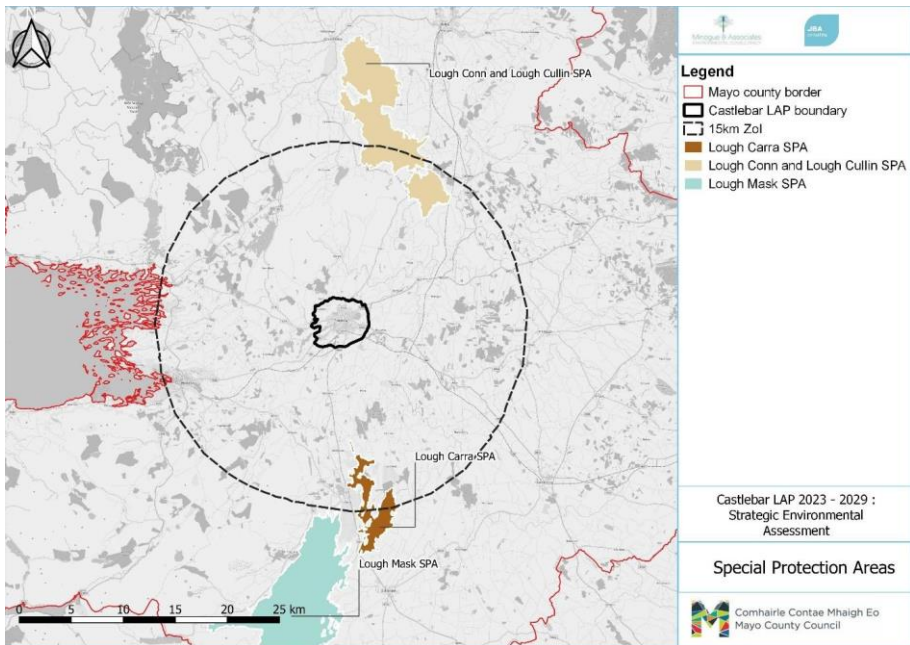 Lough Conn and Lough Cullin SPA
Lough Carra SPA
Lough Mask SPA
0 5 10 15 20 25 km
Minogue & Associates
JBA
Legend
Mayo county border
Castlebar LAP boundary
15km ZoI
Lough Carra SPA
Lough Conn and Lough Cullin SPA
Lough Mask SPA
Castlebar LAP 2023 - 2029 :
Strategic Environmental
Assessment
Special Protection Areas
Comhairle Contae Mhaigh Eo
Mayo County Council